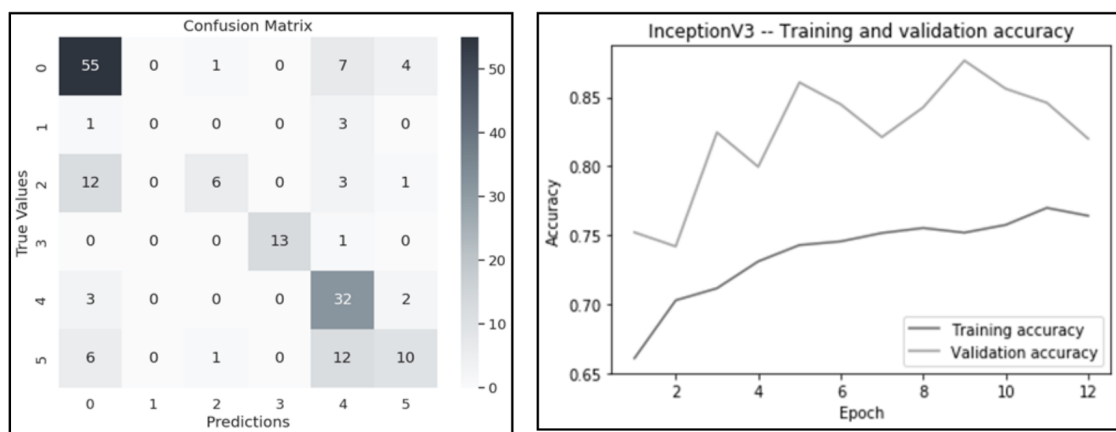 Confusion Matrix
True Values
0 55 0 1 0 7 4
1 1 0 0 0 3 0
2 12 0 6 0 3 1
3 0 0 0 13 1 0
4 3 0 0 0 32 2
5 6 0 1 0 12 10
0 1 2 3 4 5
Predictions
50
40
30
20
10
0
InceptionV3 -- Training and validation accuracy
Accuracy
0.85
0.80
0.75
0.70
0.65
Training accuracy
Validation accuracy
2 4 6 8 10 12
Epoch